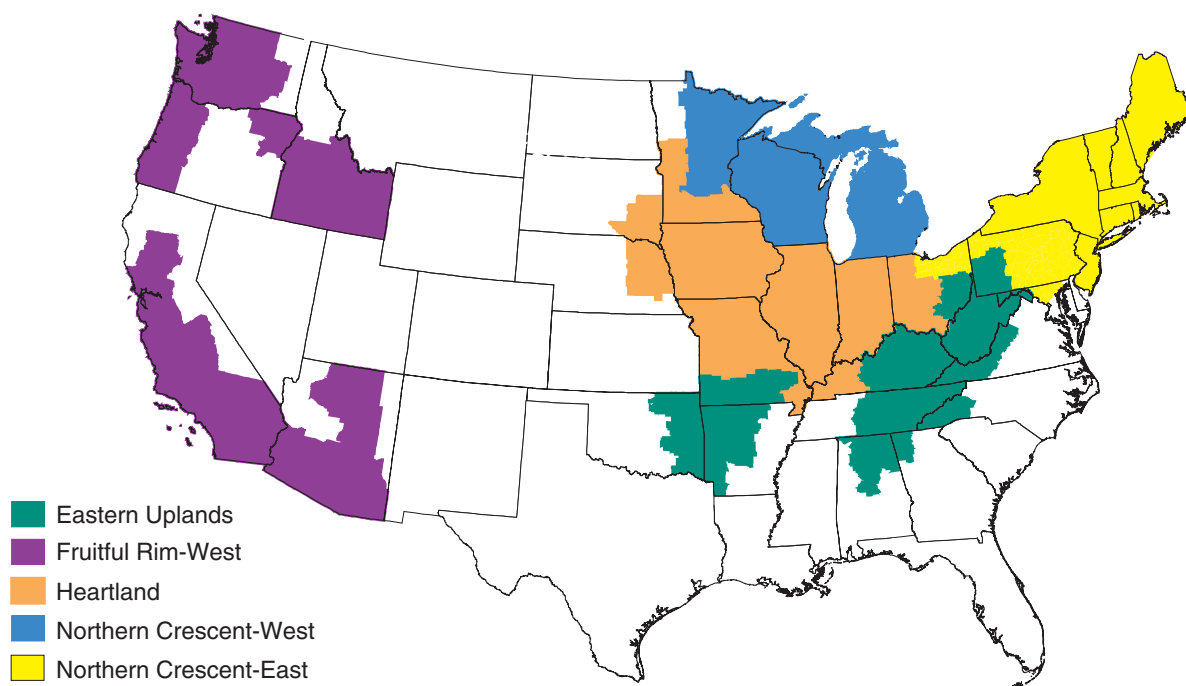 Eastern Uplands
Fruitful Rim-West
Heartland
Northern Crescent-West
Northern Crescent-East